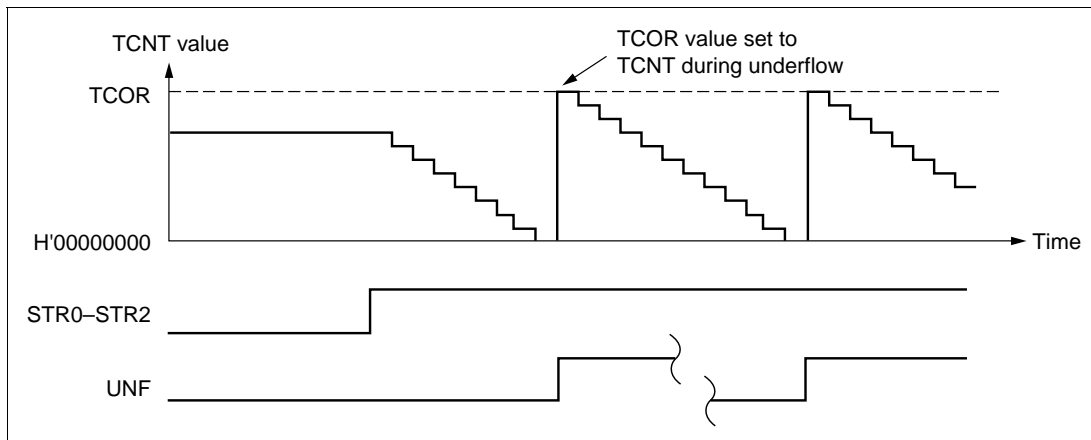 TCNT value
TCOR value set to
TCNT during underflow
TCOR
H'00000000
Time
STR0–STR2
UNF